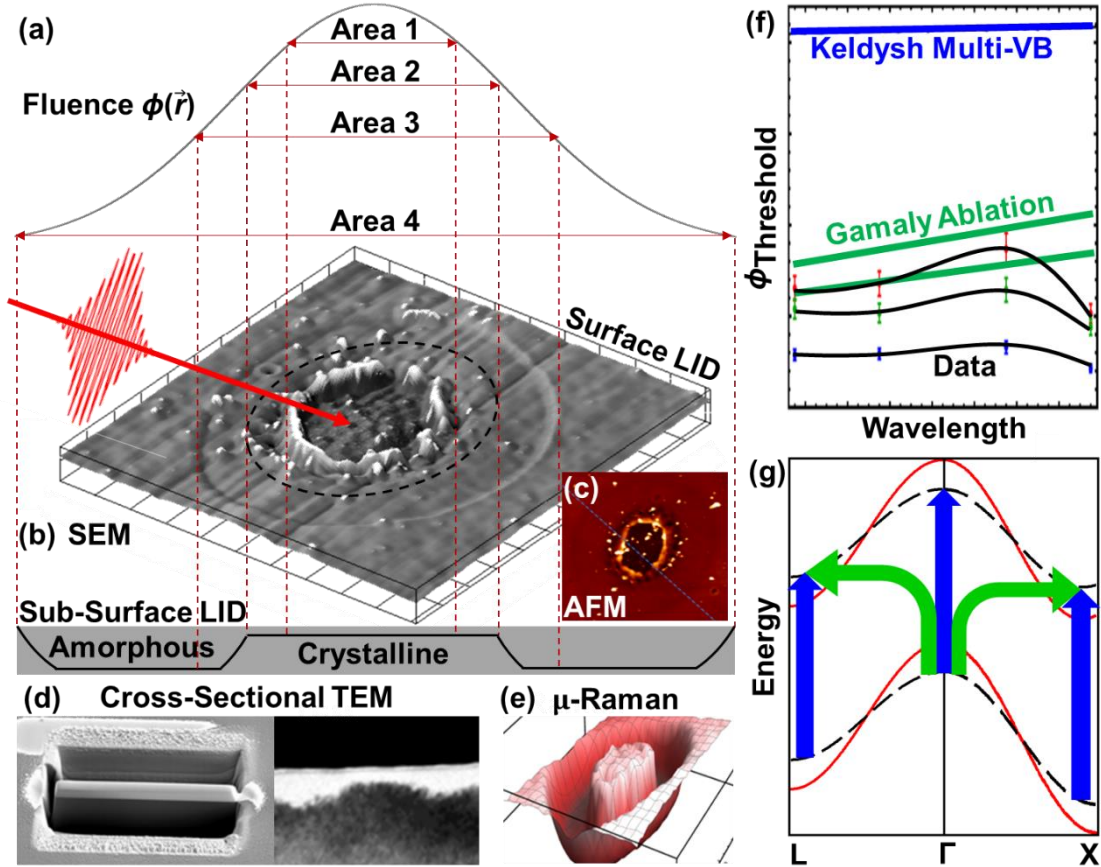 (a)
Area 1
Area 2
Fluence ϕ(r⃗)
Area 3
Area 4
Surface LID
(b) SEM
(c)
AFM
Sub-Surface LID
Amorphous
Crystalline
(d) Cross-Sectional TEM
(e) μ-Raman
(f)
Keldysh Multi-VB
Gamaly Ablation
ϕThreshold
Data
Wavelength
(g)
Energy
L Γ X